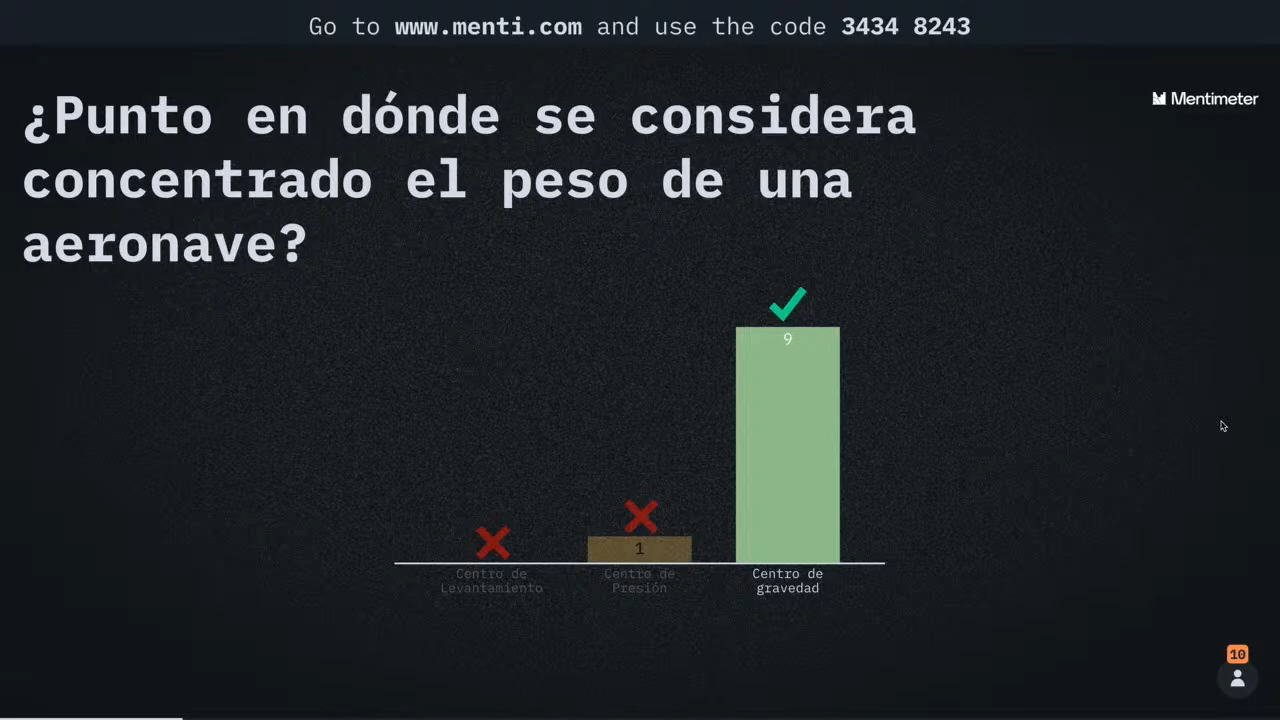 Go to www.menti.com and use the code 3434 8243
Mentimeter
¿Punto en dónde se considera
concentrado el peso de una
aeronave?
9
1
Centro de
Levantamiento
Centro de
Presión
Centro de
gravedad
10